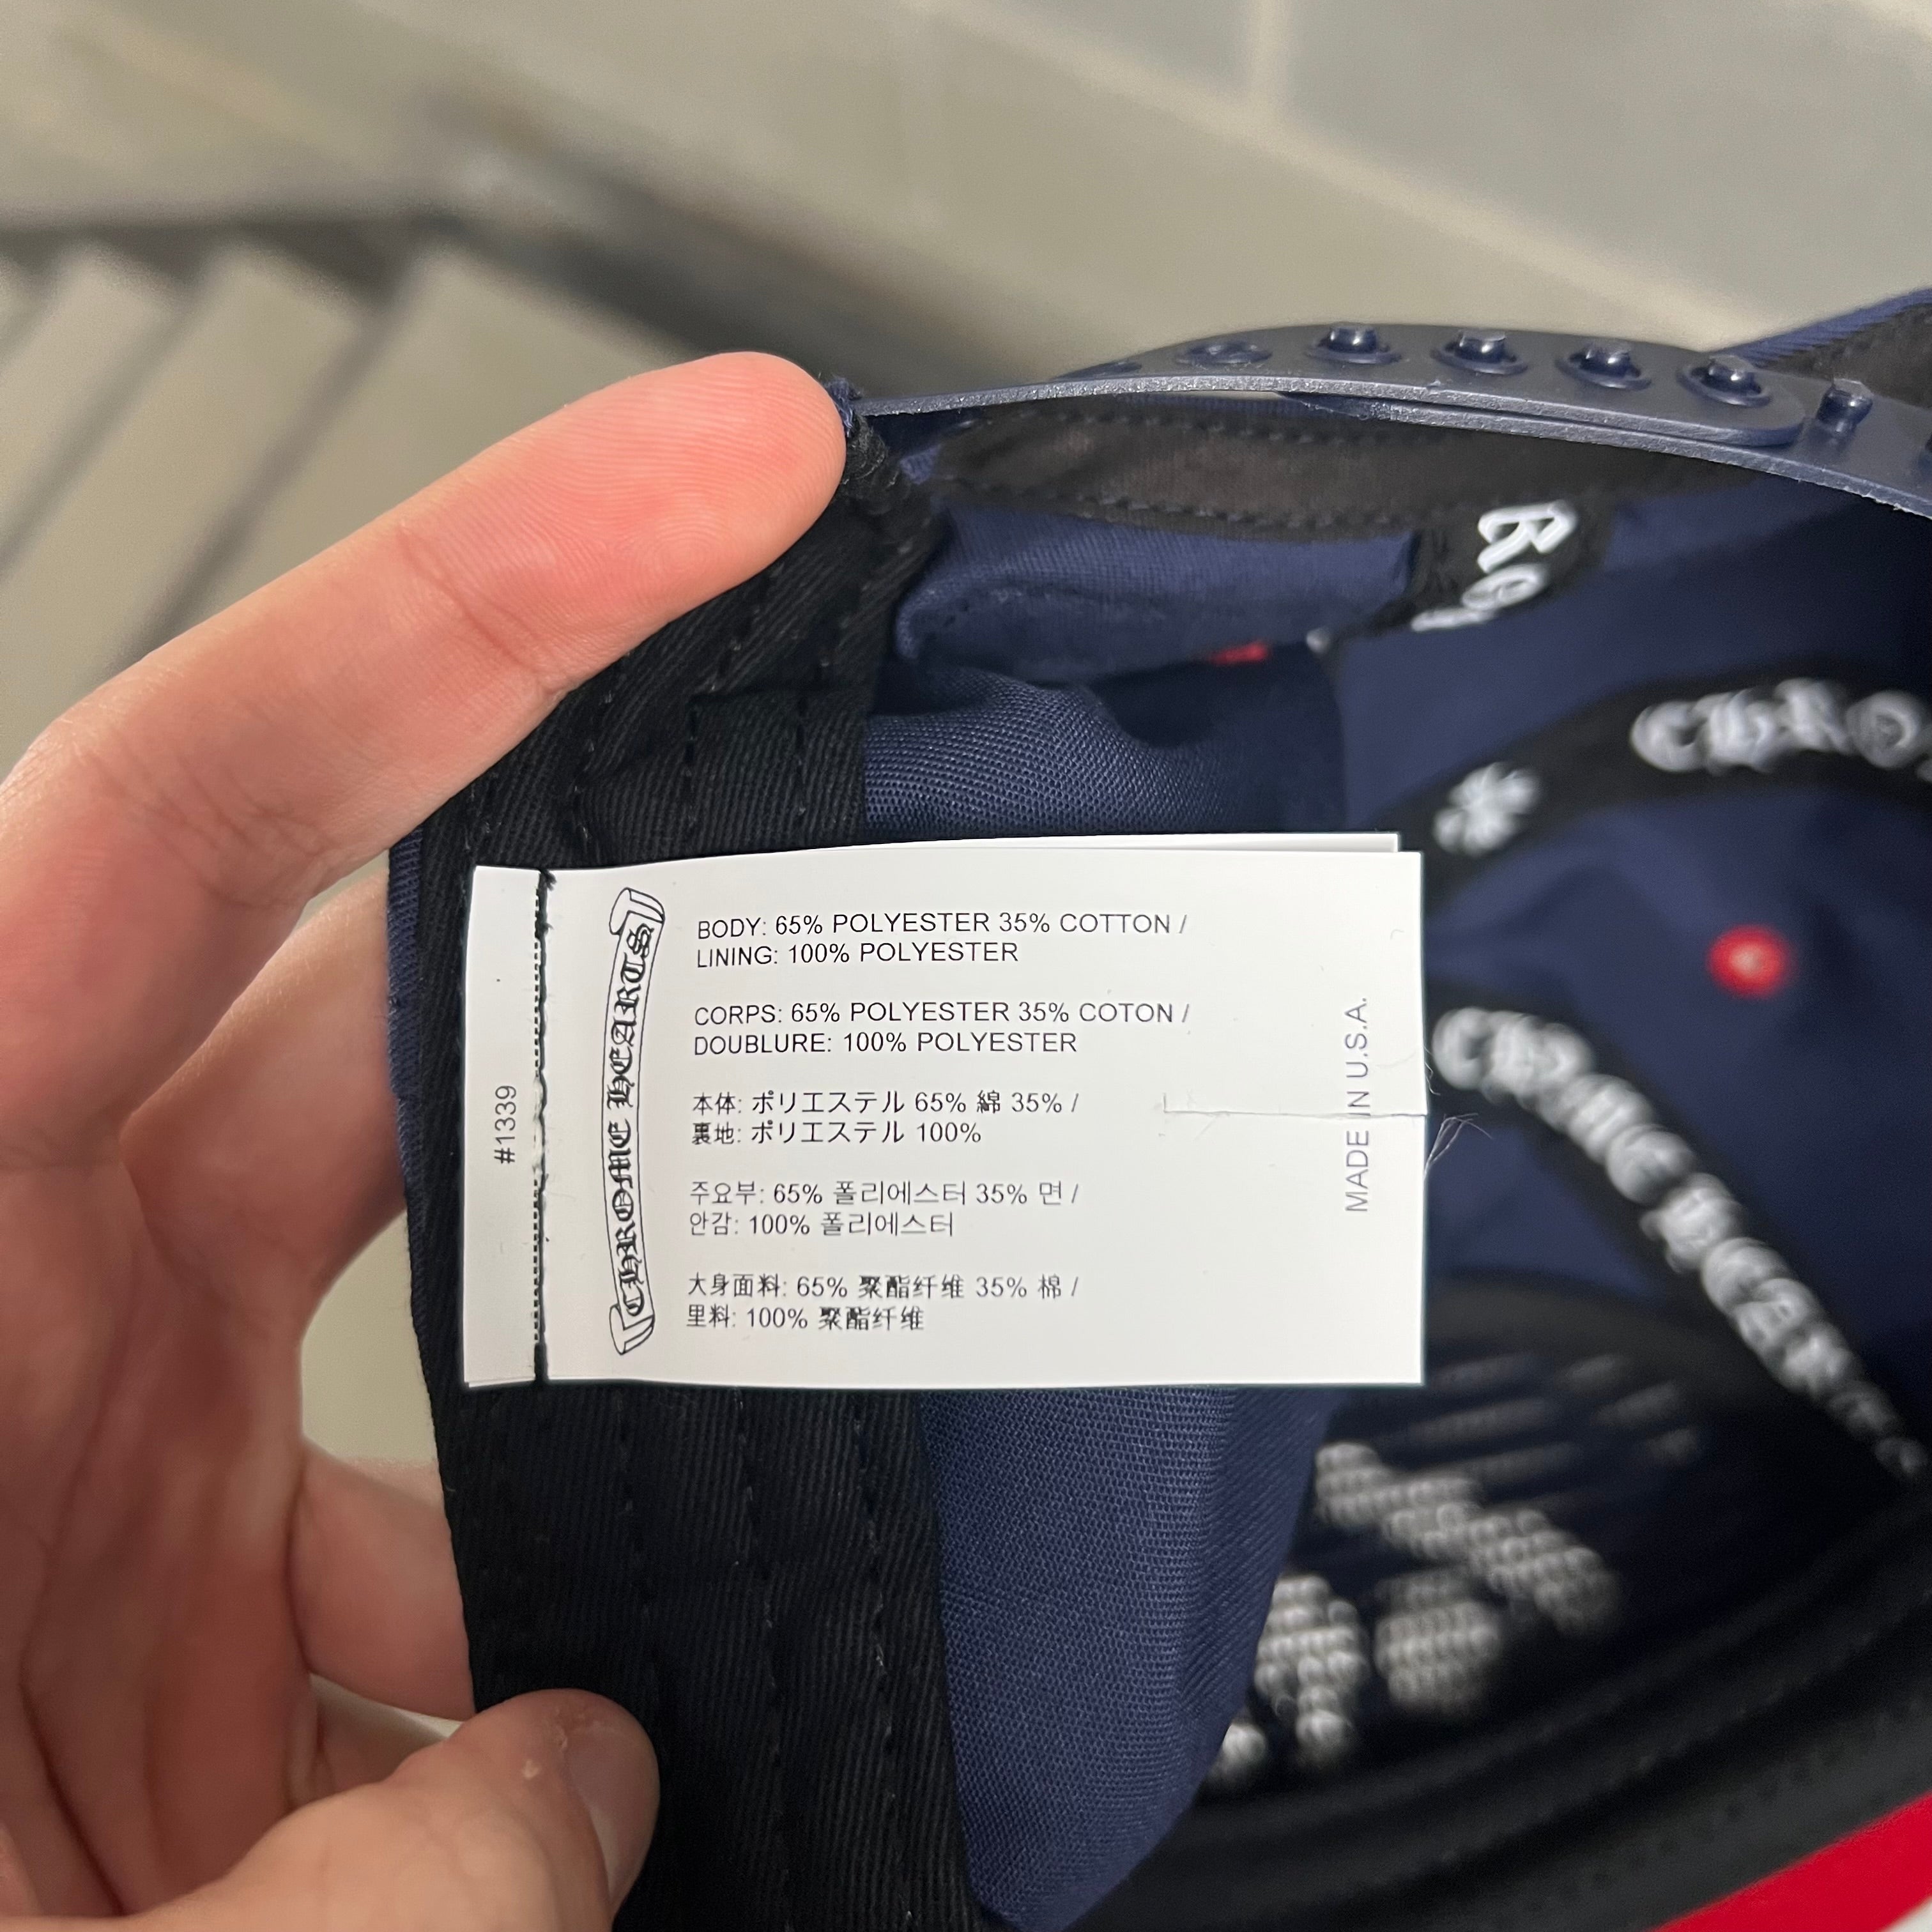 #1339
CHROME HEARTS
BODY: 65% POLYESTER 35% COTTON /
LINING: 100% POLYESTER
CORPS: 65% POLYESTER 35% COTON /
DOUBLURE: 100% POLYESTER
本体: ポリエステル 65% 綿 35% /
裏地: ポリエステル 100%
주요부: 65% 폴리에스터 35% 면 /
안감: 100% 폴리에스터
大身面料: 65% 聚酯纤维 35% 棉 /
里料: 100% 聚酯纤维
MADE IN U.S.A.